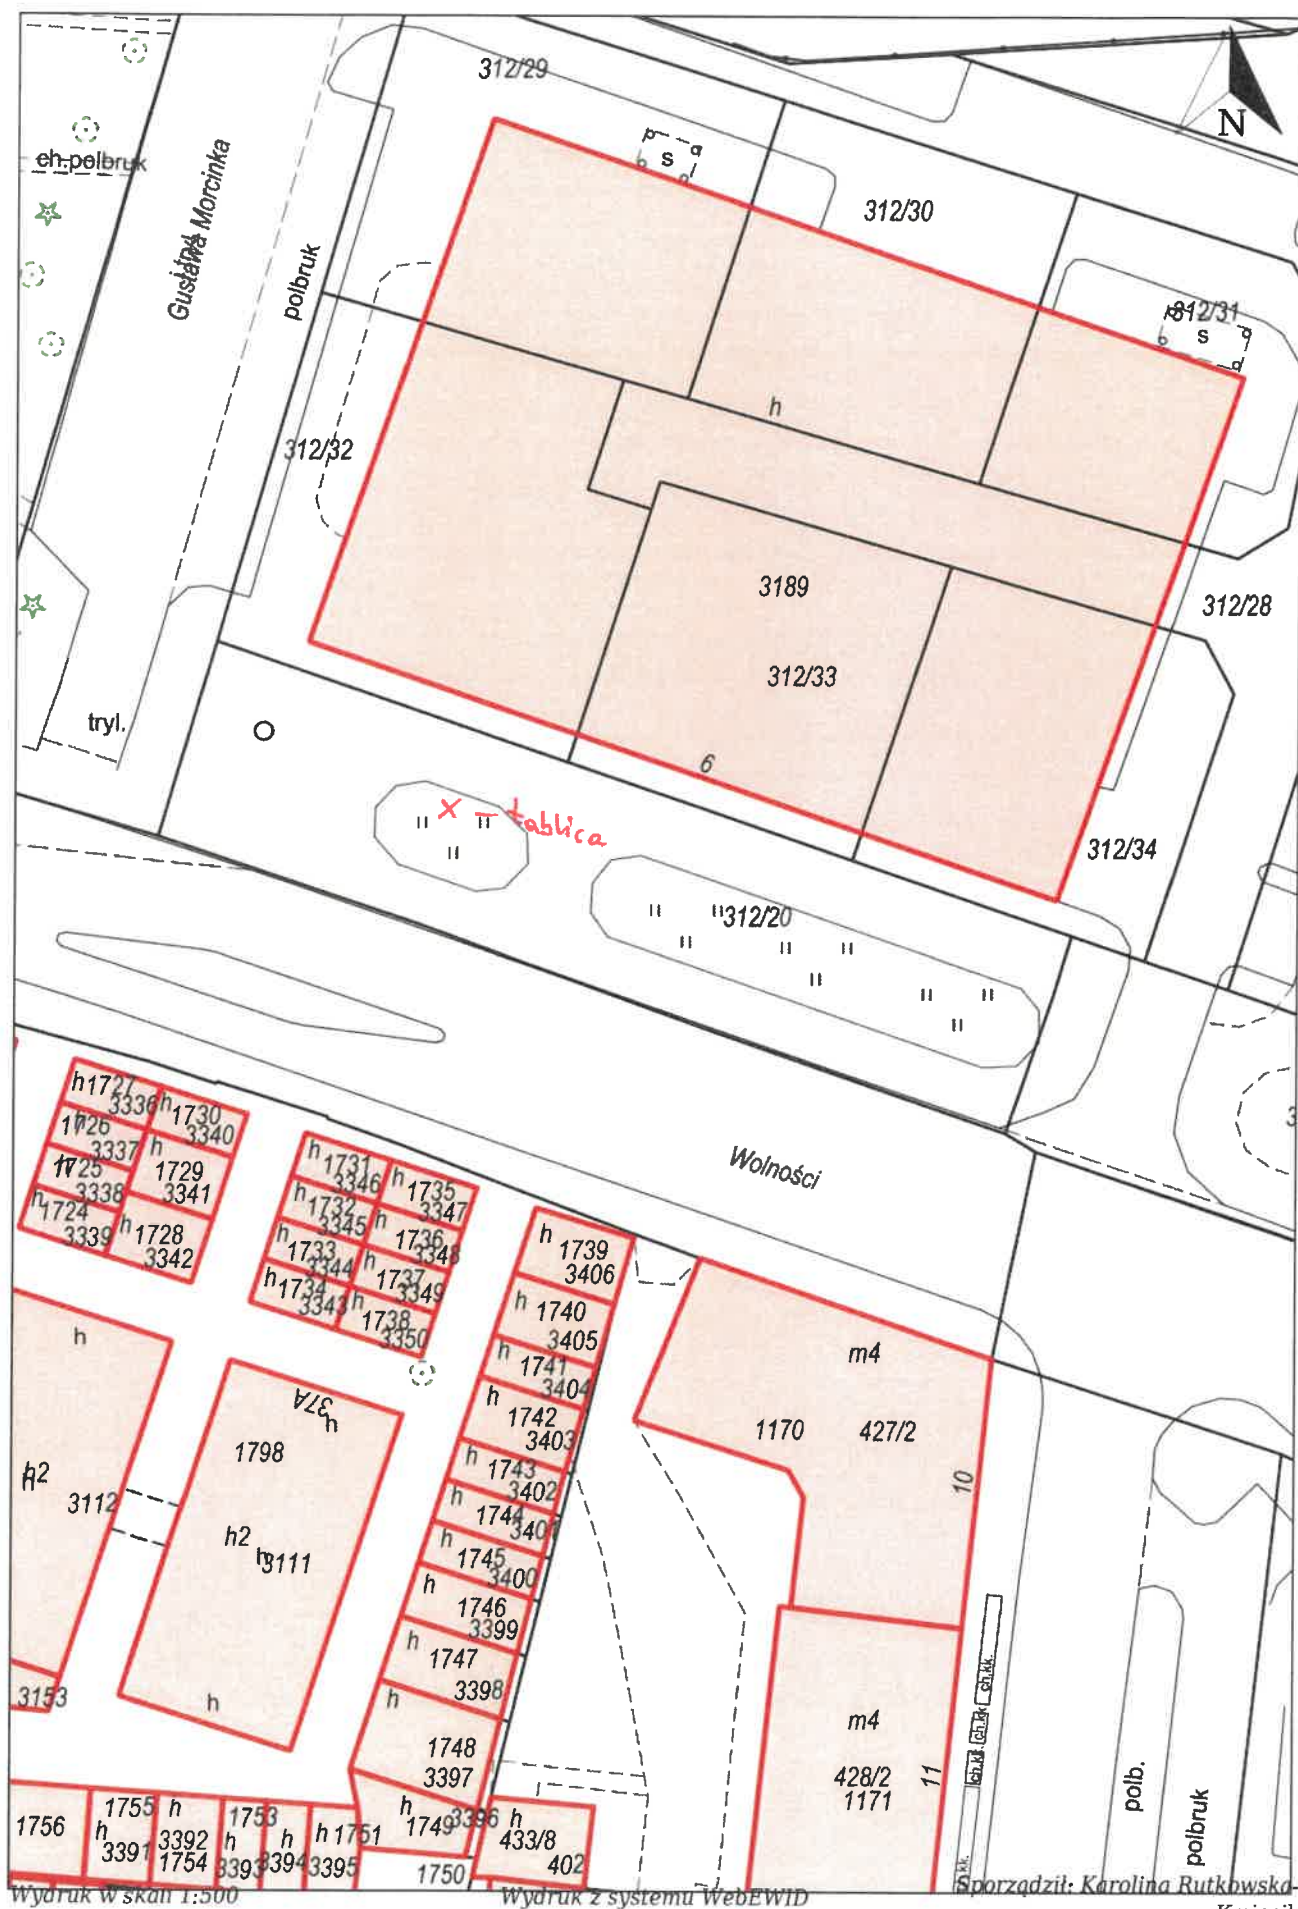 312/29
N
ch.polbruk
Gustawa Morcinka
polbruk
s
312/30
312/31
s
h
312/32
3189
312/28
312/33
tryl.
6
x – tablica
312/34
312/20
Wolności
h 1727
3336
h 1730
3340
1726
3337
h
1729
3341
1725
3338
h
1724
3339
h 1728
3342
h 1731
3346
h 1735
3347
h 1732
3345
h 1736
3348
h 1733
3344
h 1737
3349
h 1734
3343
h 1738
3350
h
1739
3406
h 1740
3405
h 1741
3404
h 1742
3403
h 1743
3402
h 1744
3401
h 1745
3400
h 1746
3399
h 1747
3398
h
1748
3397
h
m4
1170 427/2
10
37A
1798
h2
3112
h2
h
3111
3153
h
m4
428/2
1171
11
ch.kk.
ch.kk
ch.kk.
kk.
polb.
polbruk
1756
1755
h
3391
h
3392
1754
1753
h
3393
h
3394
h 1751
3395
h
1749
3396
1750
h
433/8
402
Wydruk w skali 1:500
Wydruk z systemu WebEWID
Sporządził: Karolina Rutkowska-